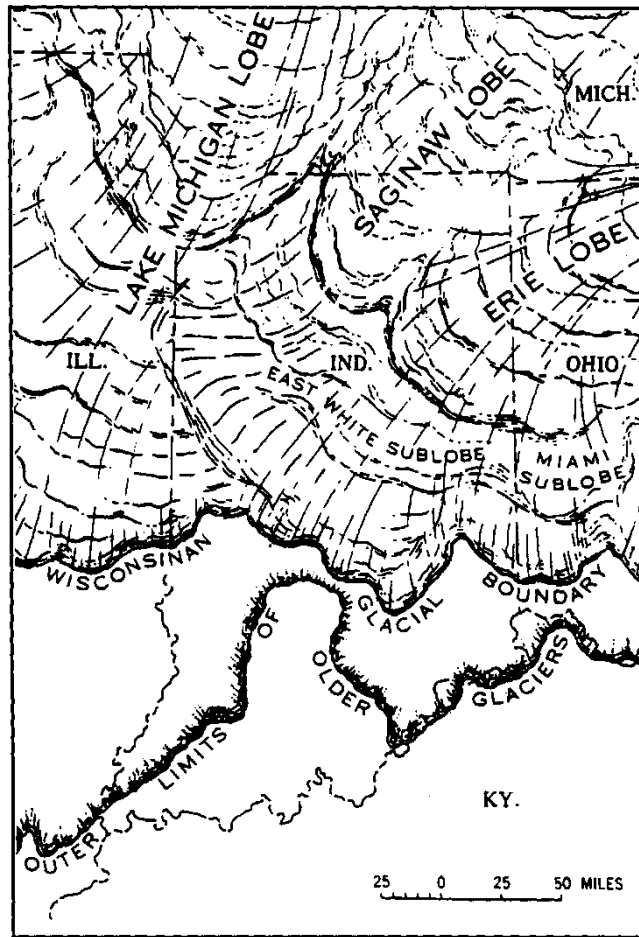 LAKE MICHIGAN LOBE
SAGINAW LOBE
MICH
ERIE LOBE
ILL.
IND.
OHIO
EAST WHITE SUBLOBE
MIAMI
SUBLOBE
WISCONSINAN GLACIAL BOUNDARY
OUTER LIMITS OF OLDER GLACIERS
KY.
25 0 25 50 MILES